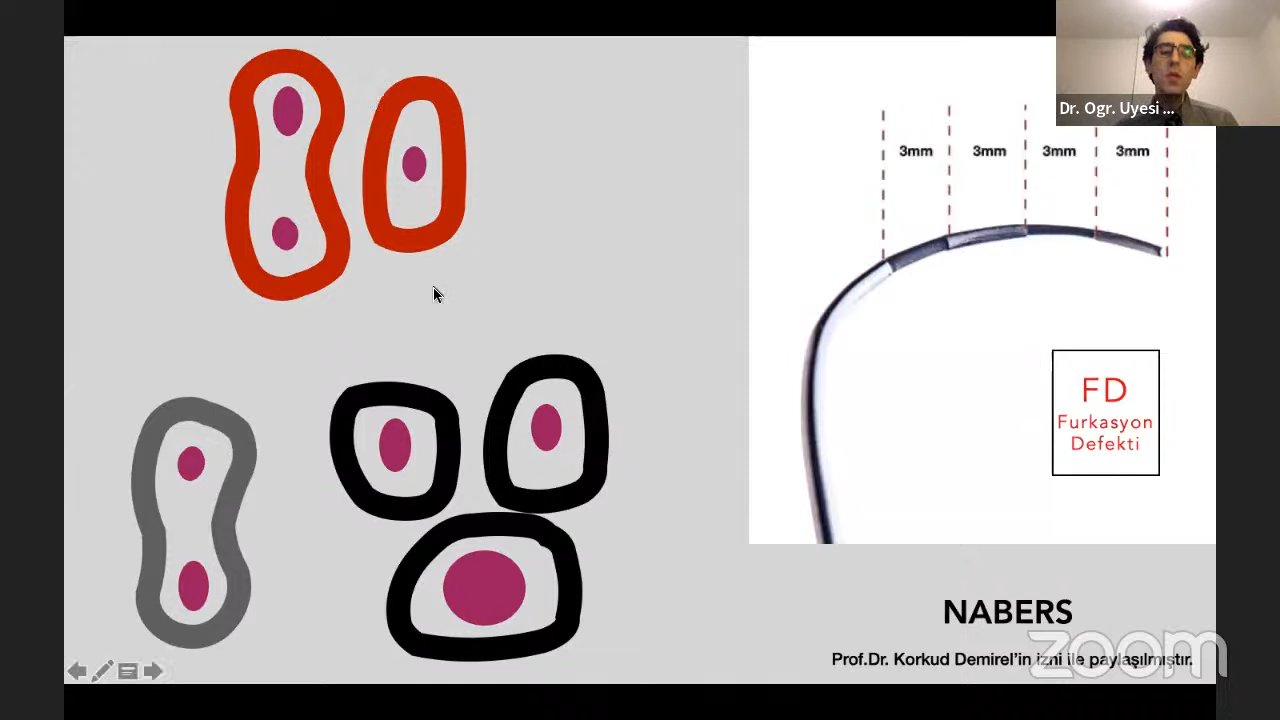 Dr. Ogr. Uyesi ...
3mm 3mm 3mm 3mm
FD
Furkasyon
Defekti
NABERS
Prof.Dr. Korkud Demirel'in izni ile paylaşılmıştır.
zoom